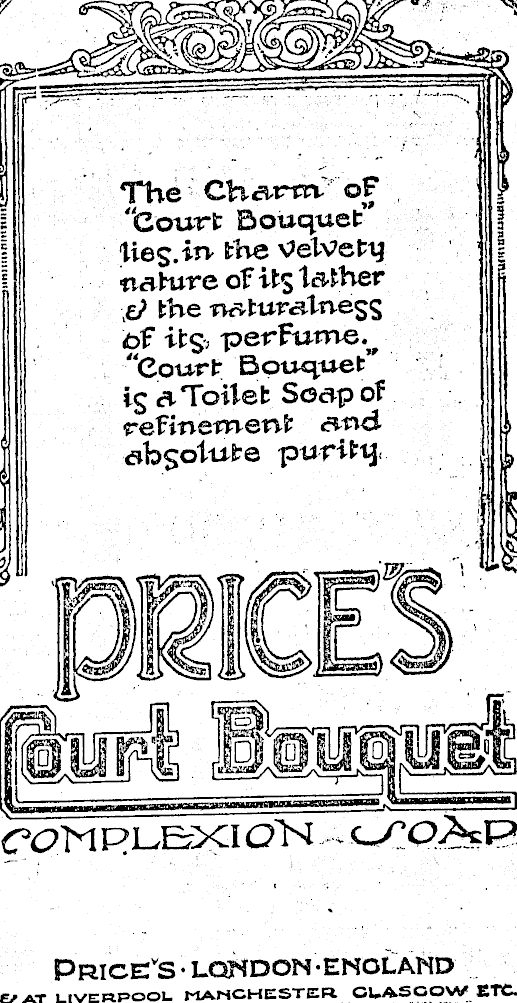 The Charm of
"Court Bouquet"
lies in the velvety
nature of its lather
& the naturalness
of its perfume.
"Court Bouquet"
is a Toilet Soap of
refinement and
absolute purity.
PRICE'S
Court Bouquet
COMPLEXION SOAP
PRICE'S·LONDON·ENGLAND
& AT LIVERPOOL MANCHESTER GLASGOW ETC.